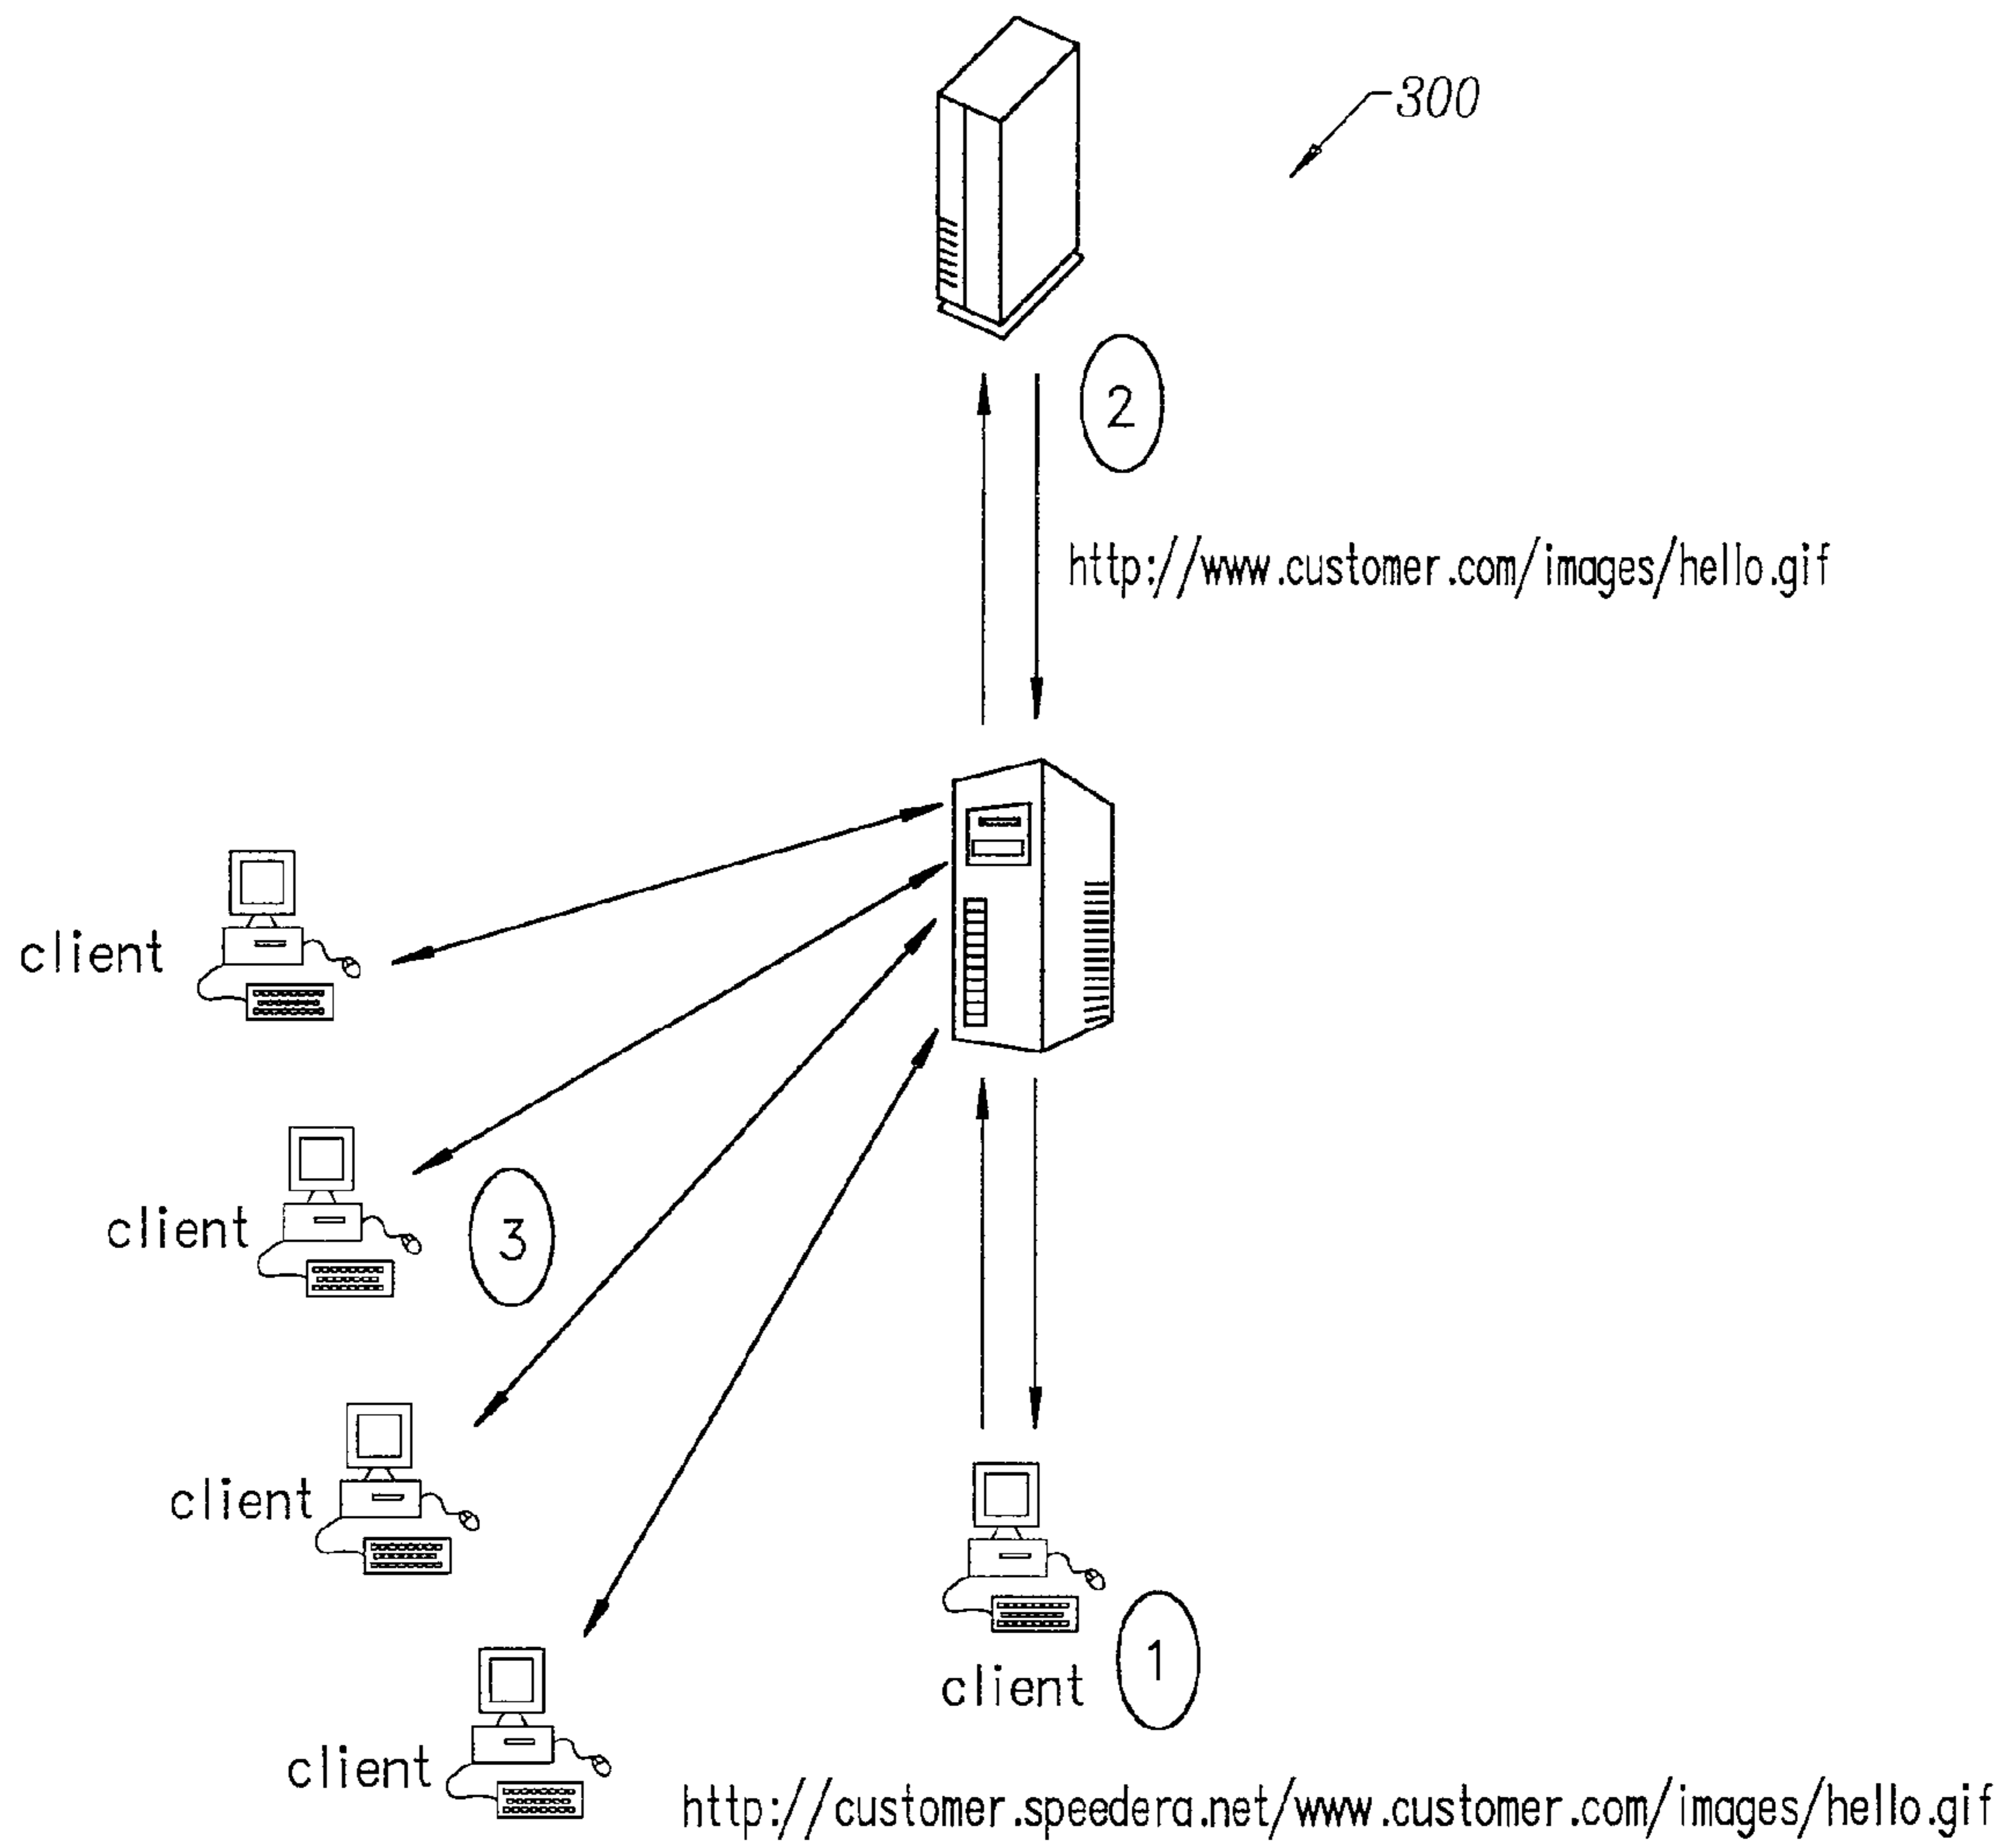 300
2
http://www.customer.com/images/hello.gif
client
client
3
client
client
1
client
http://customer.speedera.net/www.customer.com/images/hello.gif